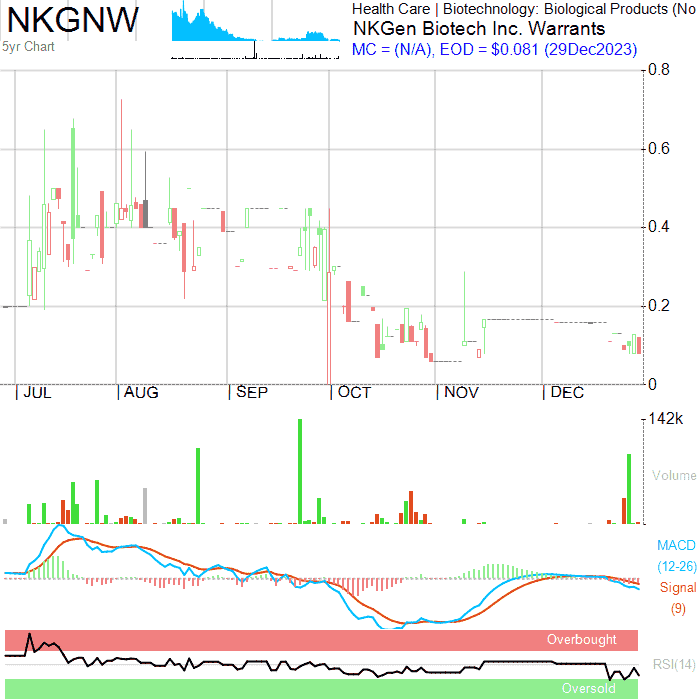 NKGNW
5yr Chart
Health Care | Biotechnology: Biological Products (No
NKGen Biotech Inc. Warrants
MC = (N/A), EOD = $0.081 (29Dec2023)
0.8
0.6
0.4
0.2
0
| JUL | AUG | SEP | OCT | NOV | DEC
142k
Volume
MACD
(12-26)
Signal
(9)
Overbought
RSI(14)
Oversold